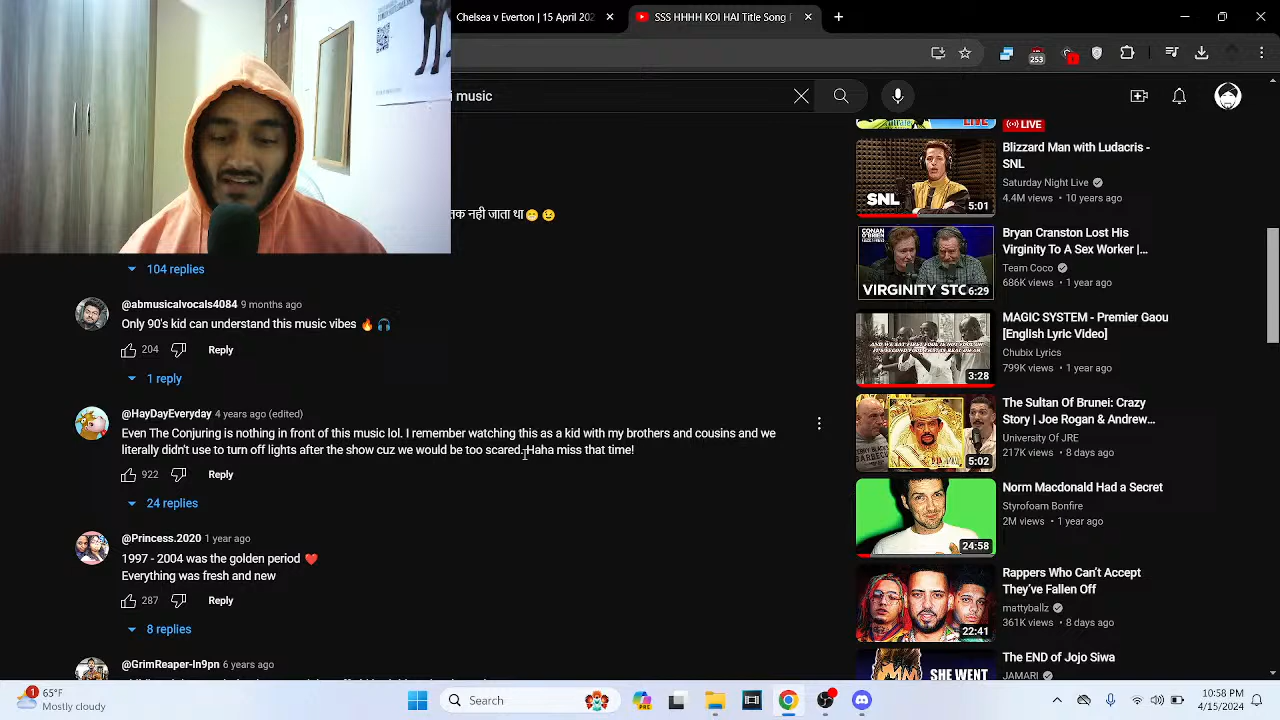 Chelsea v Everton | 15 April 202
SSS HHHH KOI HAI Title Song
253
1
music
LIVE
तक नही जाता था😁 😉
104 replies
@abmusicalvocals4084 9 months ago
Only 90's kid can understand this music vibes 🔥 🎧
204 Reply
1 reply
@HayDayEveryday 4 years ago (edited)
Even The Conjuring is nothing in front of this music lol. I remember watching this as a kid with my brothers and cousins and we
literally didn't use to turn off lights after the show cuz we would be too scared. Haha miss that time!
922 Reply
24 replies
@Princess.2020 1 year ago
1997 - 2004 was the golden period ❤️
Everything was fresh and new
287 Reply
8 replies
@GrimReaper-ln9pn 6 years ago
LIVE
SNL
5:01
Blizzard Man with Ludacris -
SNL
Saturday Night Live
4.4M views • 10 years ago
CONAN
VIRGINITY STO
6:29
Bryan Cranston Lost His
Virginity To A Sex Worker |...
Team Coco
686K views • 1 year ago
3:28
MAGIC SYSTEM - Premier Gaou
[English Lyric Video]
Chubix Lyrics
799K views • 1 year ago
5:02
The Sultan Of Brunei: Crazy
Story | Joe Rogan & Andrew...
University Of JRE
217K views • 8 days ago
24:58
Norm Macdonald Had a Secret
Styrofoam Bonfire
2M views • 1 year ago
22:41
Rappers Who Can't Accept
They've Fallen Off
mattyballz
361K views • 8 days ago
SHE WENT
The END of Jojo Siwa
JAMARI
1
65°F
Mostly cloudy
Search
PRE
10:58 PM
4/15/2024